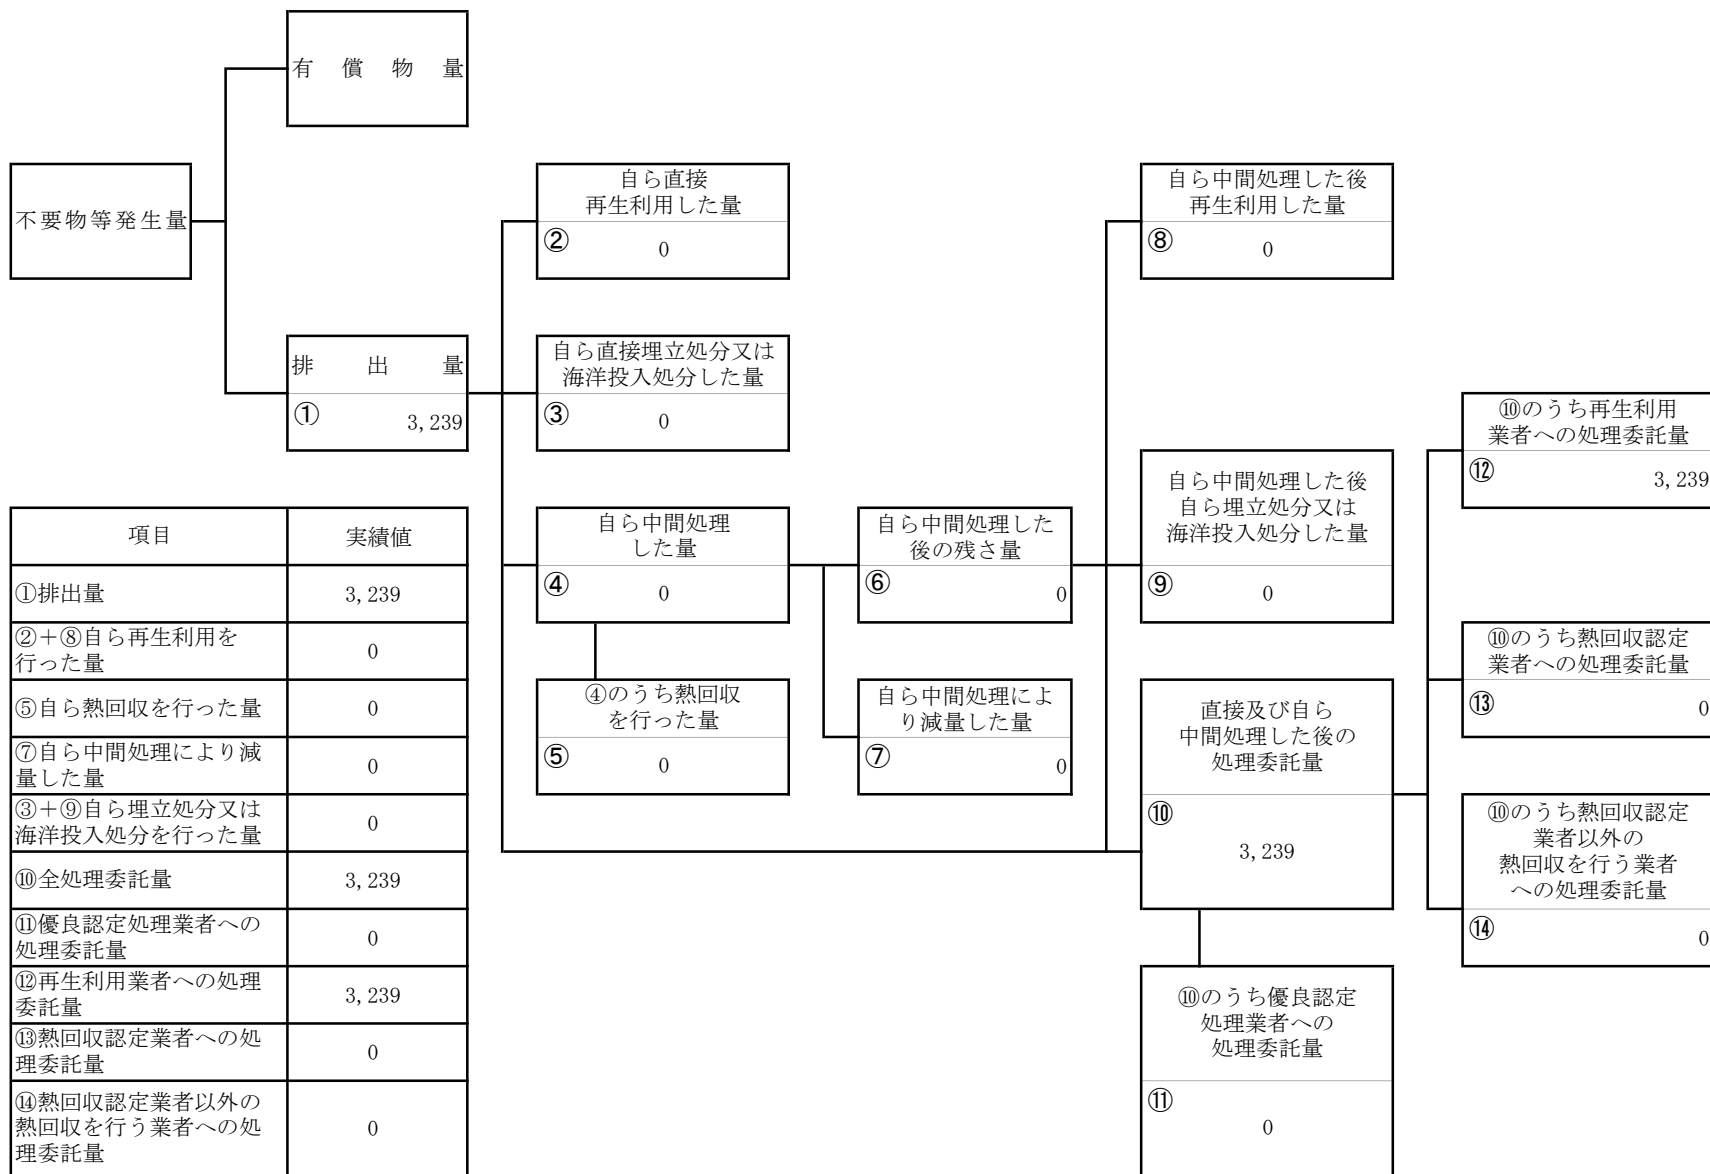 有償物量
不要物等発生量
排出量
① 3,239
自ら直接
再生利用した量
② 0
自ら直接埋立処分又は
海洋投入処分した量
③ 0
自ら中間処理
した量
④ 0
④のうち熱回収
を行った量
⑤ 0
自ら中間処理した
後の残さ量
⑥ 0
自ら中間処理によ
り減量した量
⑦ 0
自ら中間処理した後
再生利用した量
⑧ 0
自ら中間処理した後
自ら埋立処分又は
海洋投入処分した量
⑨ 0
直接及び自ら
中間処理した後の
処理委託量
⑩
3,239
⑩のうち優良認定
処理業者への
処理委託量
⑪
0
⑩のうち再生利用
業者への処理委託量
⑫ 3,239
⑩のうち熱回収認定
業者への処理委託量
⑬ 0
⑩のうち熱回収認定
業者以外の
熱回収を行う業者
への処理委託量
⑭ 0
項目 実績値
①排出量 3,239
②＋⑧自ら再生利用を
行った量 0
⑤自ら熱回収を行った量 0
⑦自ら中間処理により減
量した量 0
③＋⑨自ら埋立処分又は
海洋投入処分を行った量 0
⑩全処理委託量 3,239
⑪優良認定処理業者への
処理委託量 0
⑫再生利用業者への処理
委託量 3,239
⑬熱回収認定業者への処
理委託量 0
⑭熱回収認定業者以外の
熱回収を行う業者への処
理委託量 0